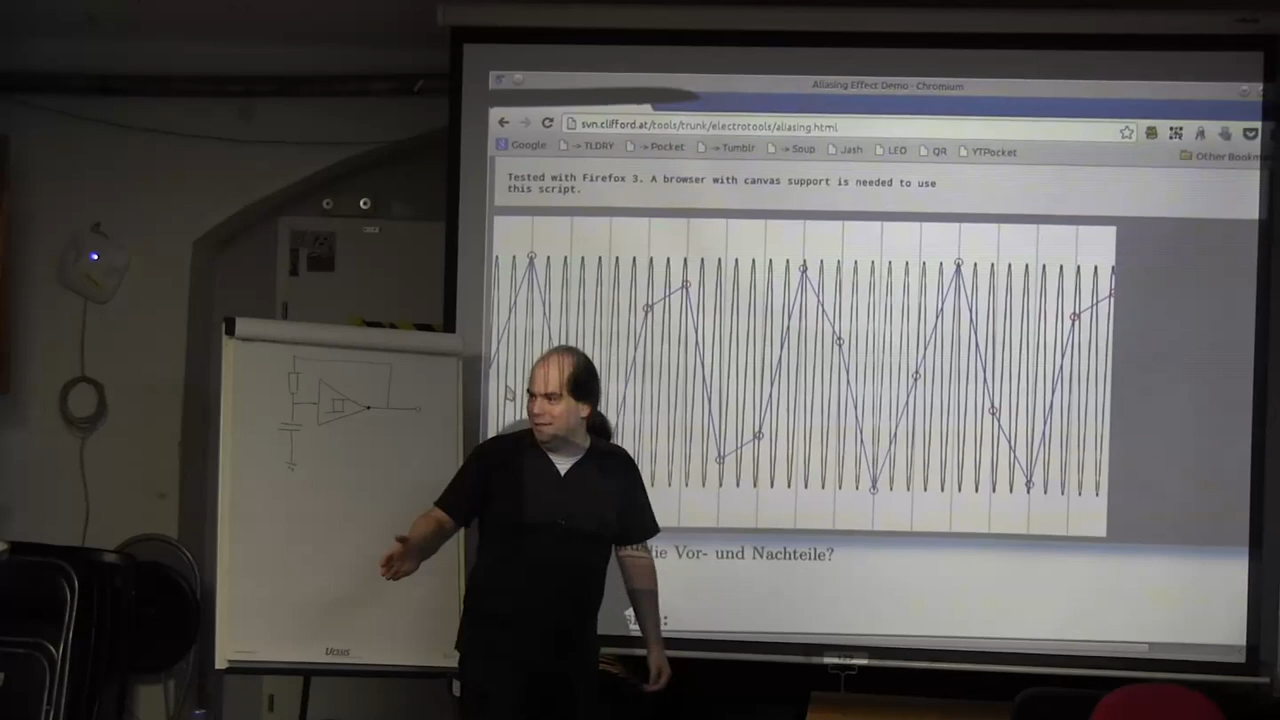 Aliasing Effect Demo - Chromium
svn.clifford.at/tools/trunk/electrotools/aliasing.html
Google -> TLDRY -> Pocket -> Tumblr -> Soup Jash LEO QR YTPocket Other Bookm
Tested with Firefox 3. A browser with canvas support is needed to use
this script.
die Vor- und Nachteile?